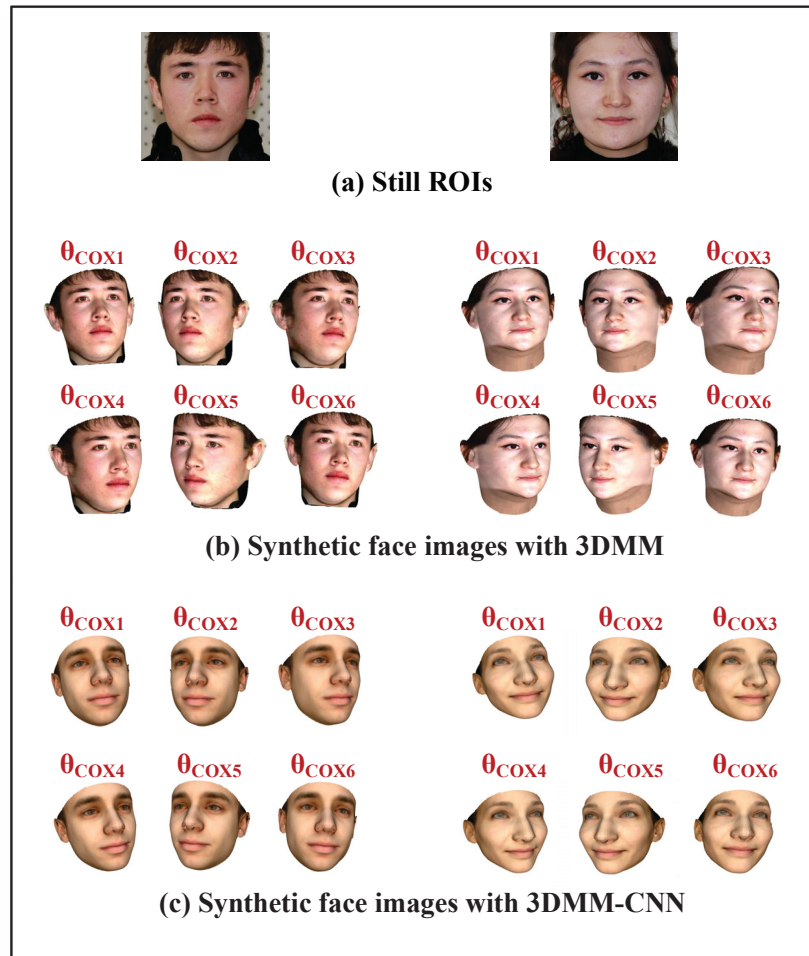 (a) Still ROIs
θCOX1 θCOX2 θCOX3 θCOX1 θCOX2 θCOX3
θCOX4 θCOX5 θCOX6 θCOX4 θCOX5 θCOX6
(b) Synthetic face images with 3DMM
θCOX1 θCOX2 θCOX3 θCOX1 θCOX2 θCOX3
θCOX4 θCOX5 θCOX6 θCOX4 θCOX5 θCOX6
(c) Synthetic face images with 3DMM-CNN